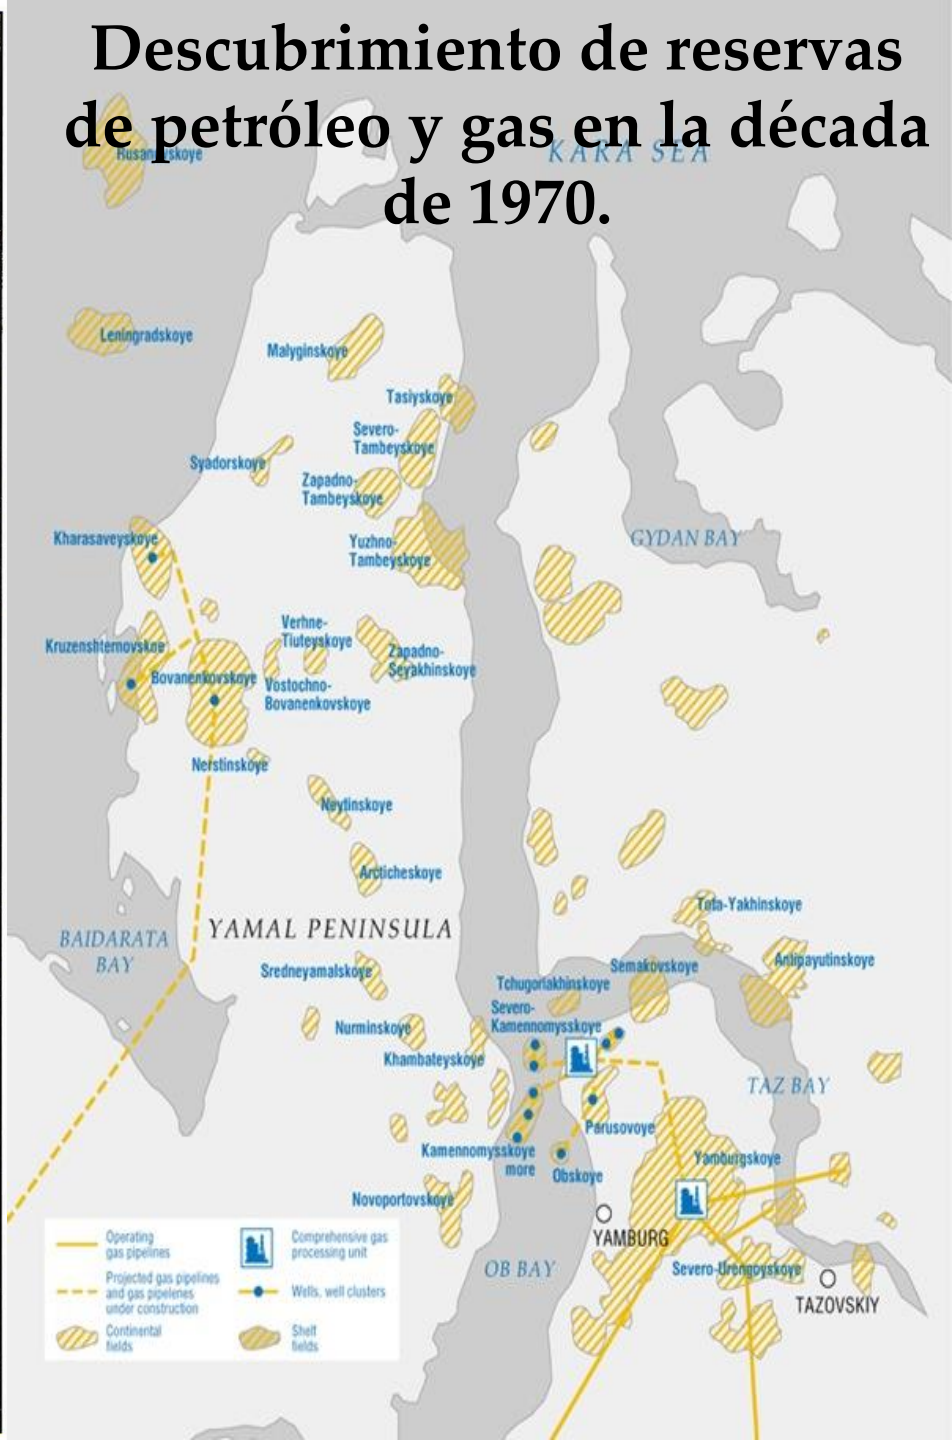 Descubrimiento de reservas
de petróleo y gas en la década
de 1970.
KARA SEA
Rusanovskoye
Leningradskoye
Malyginskoye
Tasiyskoye
Severo-
Tambeyskoye
Syadorskoye
Zapadno-
Tambeyskoye
Kharasaveyskoye
Yuzhno-
Tambeyskoye
GYDAN BAY
Verhne-
Tiuteyskoye
Kruzenshternovskoe
Zapadno-
Seyakhinskoye
Bovanenkovskoye
Vostochno-
Bovanenkovskoye
Nerstinskoye
Neytinskoye
Arcticheskoye
Tota-Yakhinskoye
YAMAL PENINSULA
BAIDARATA
BAY
Antipayutinskoye
Semakovskoye
Sredneyamalskoye
Tchugoriakhinskoye
Severo-
Kamennomysskoye
Nurminskoye
Khambateyskoye
TAZ BAY
Parusovoye
Kamennomysskoye
more
Obskoye
Yamburgskoye
Novoportovskoye
YAMBURG
OB BAY
Severo-Urengoyskoye
TAZOVSKIY
Operating
gas pipelines
Comprehensive gas
processing unit
Projected gas pipelines
and gas pipelenes
under construction
Wells, well clusters
Continental
fields
Shelf
fields